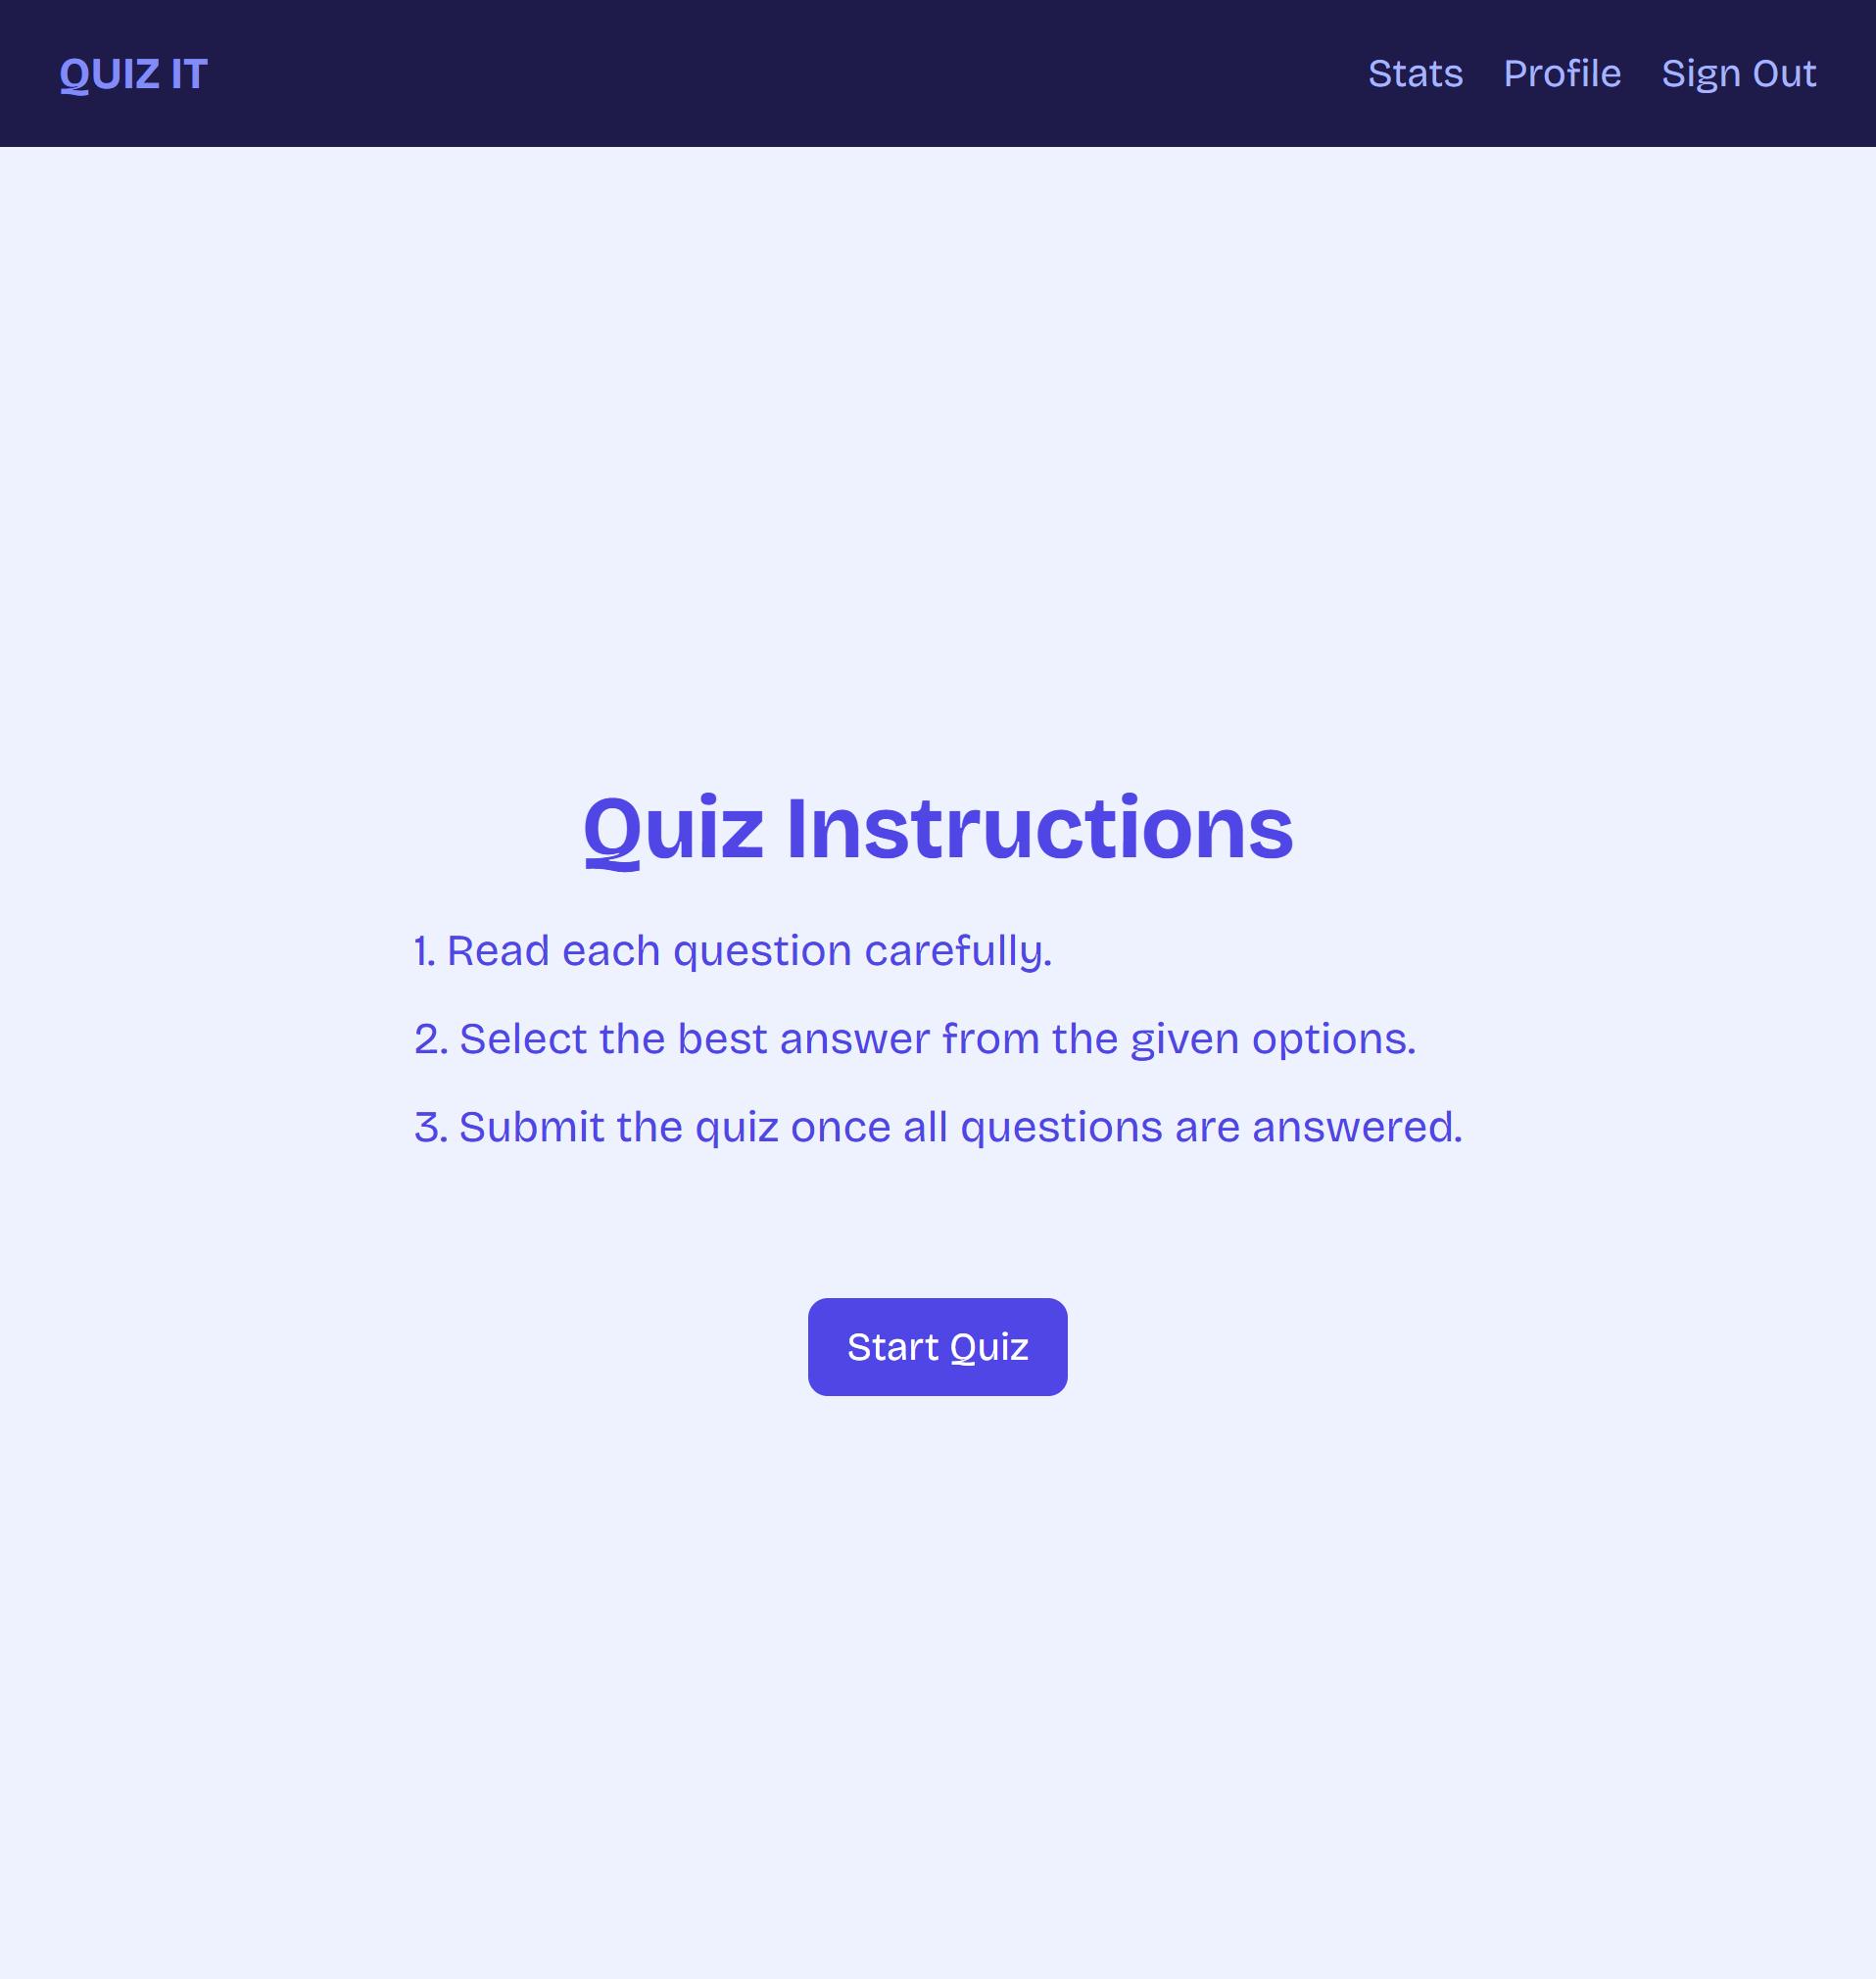 QUIZ IT
Stats Profile Sign Out
Quiz Instructions
1. Read each question carefully.
2. Select the best answer from the given options.
3. Submit the quiz once all questions are answered.
Start Quiz